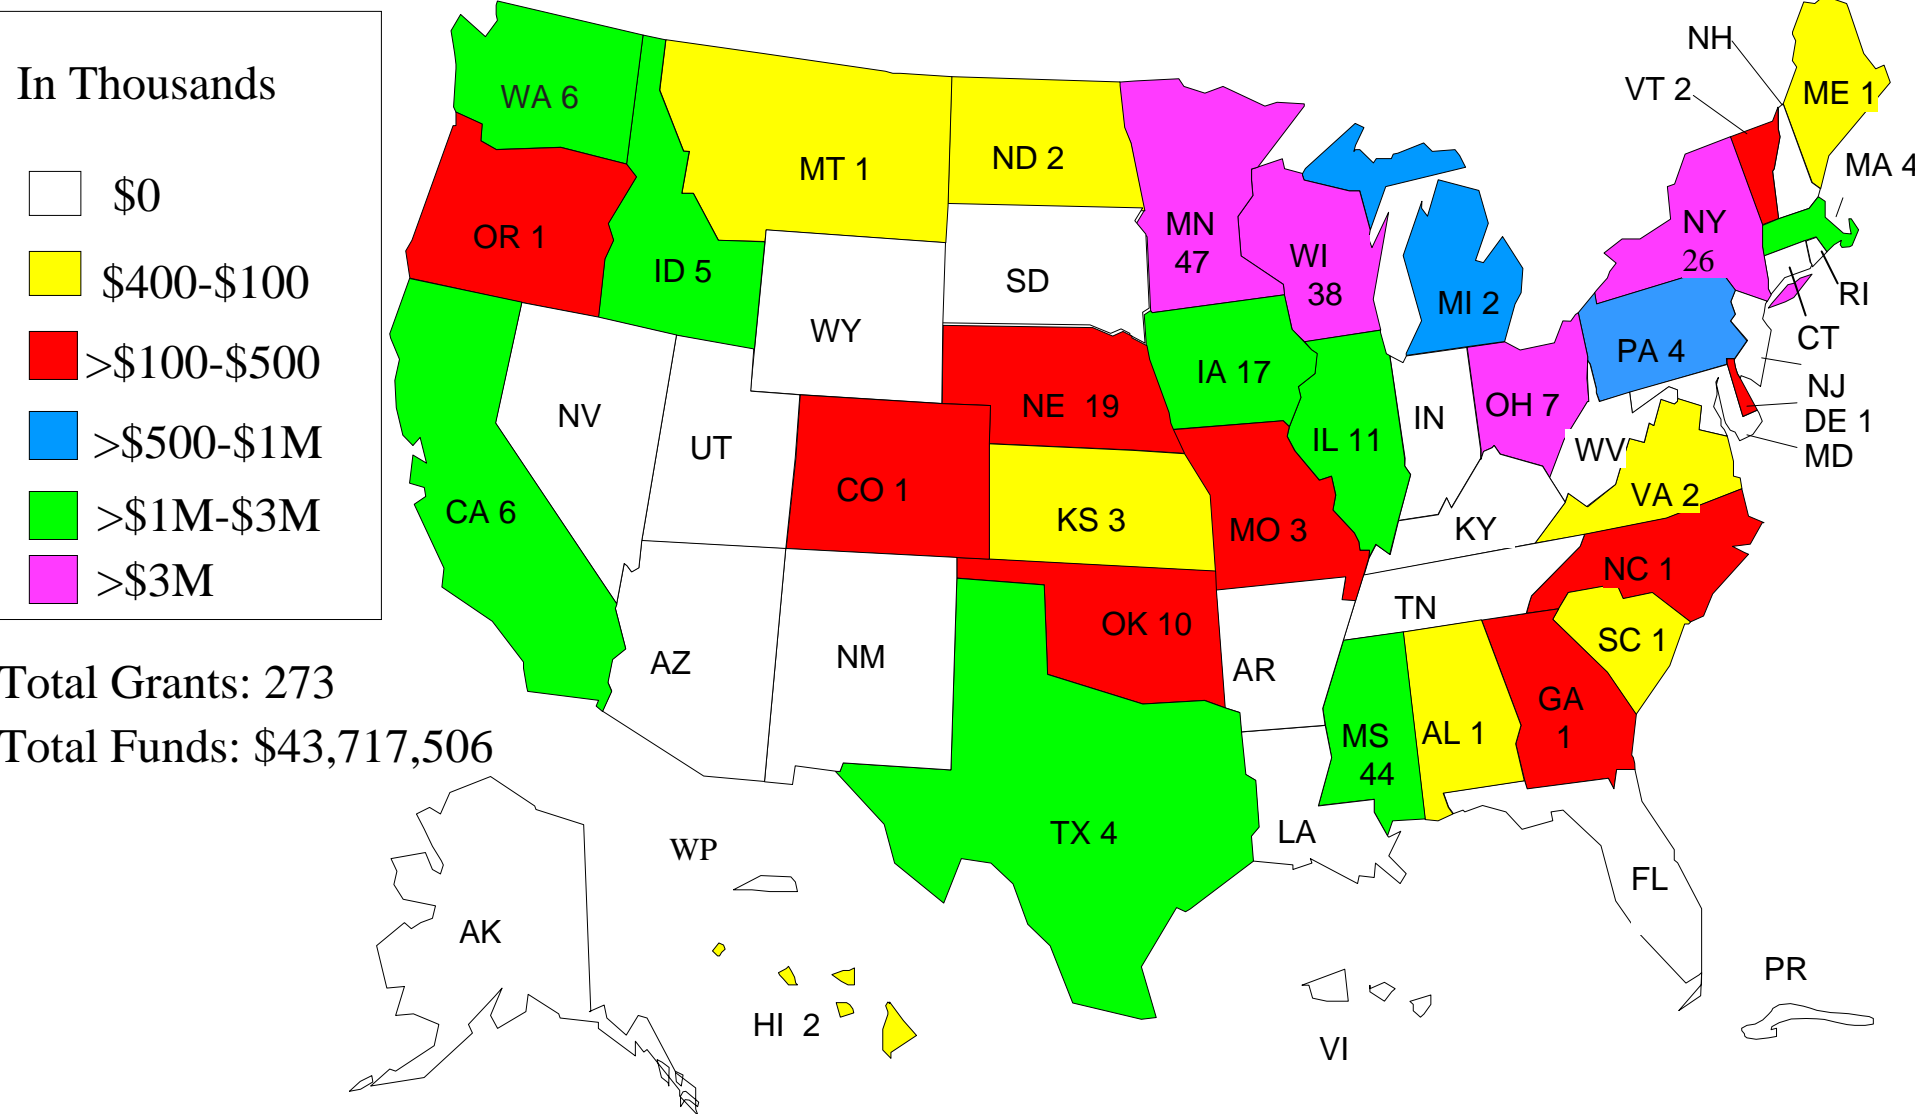 In Thousands
$0
$400-$100
>$100-$500
>$500-$1M
>$1M-$3M
>$3M
Total Grants: 273
Total Funds: $43,717,506
WA 6
OR 1
ID 5
MT 1
ND 2
SD
WY
NV
UT
CA 6
AZ
NM
CO 1
NE 19
KS 3
OK 10
TX 4
MN
47
WI
38
IA 17
IL 11
MO 3
AR
LA
MS
44
AL 1
GA
1
FL
SC 1
NC 1
TN
KY
IN
OH 7
MI 2
WV
VA 2
PA 4
NY
26
NH
VT 2
ME 1
MA 4
RI
CT
NJ
DE 1
MD
AK
WP
HI 2
VI
PR